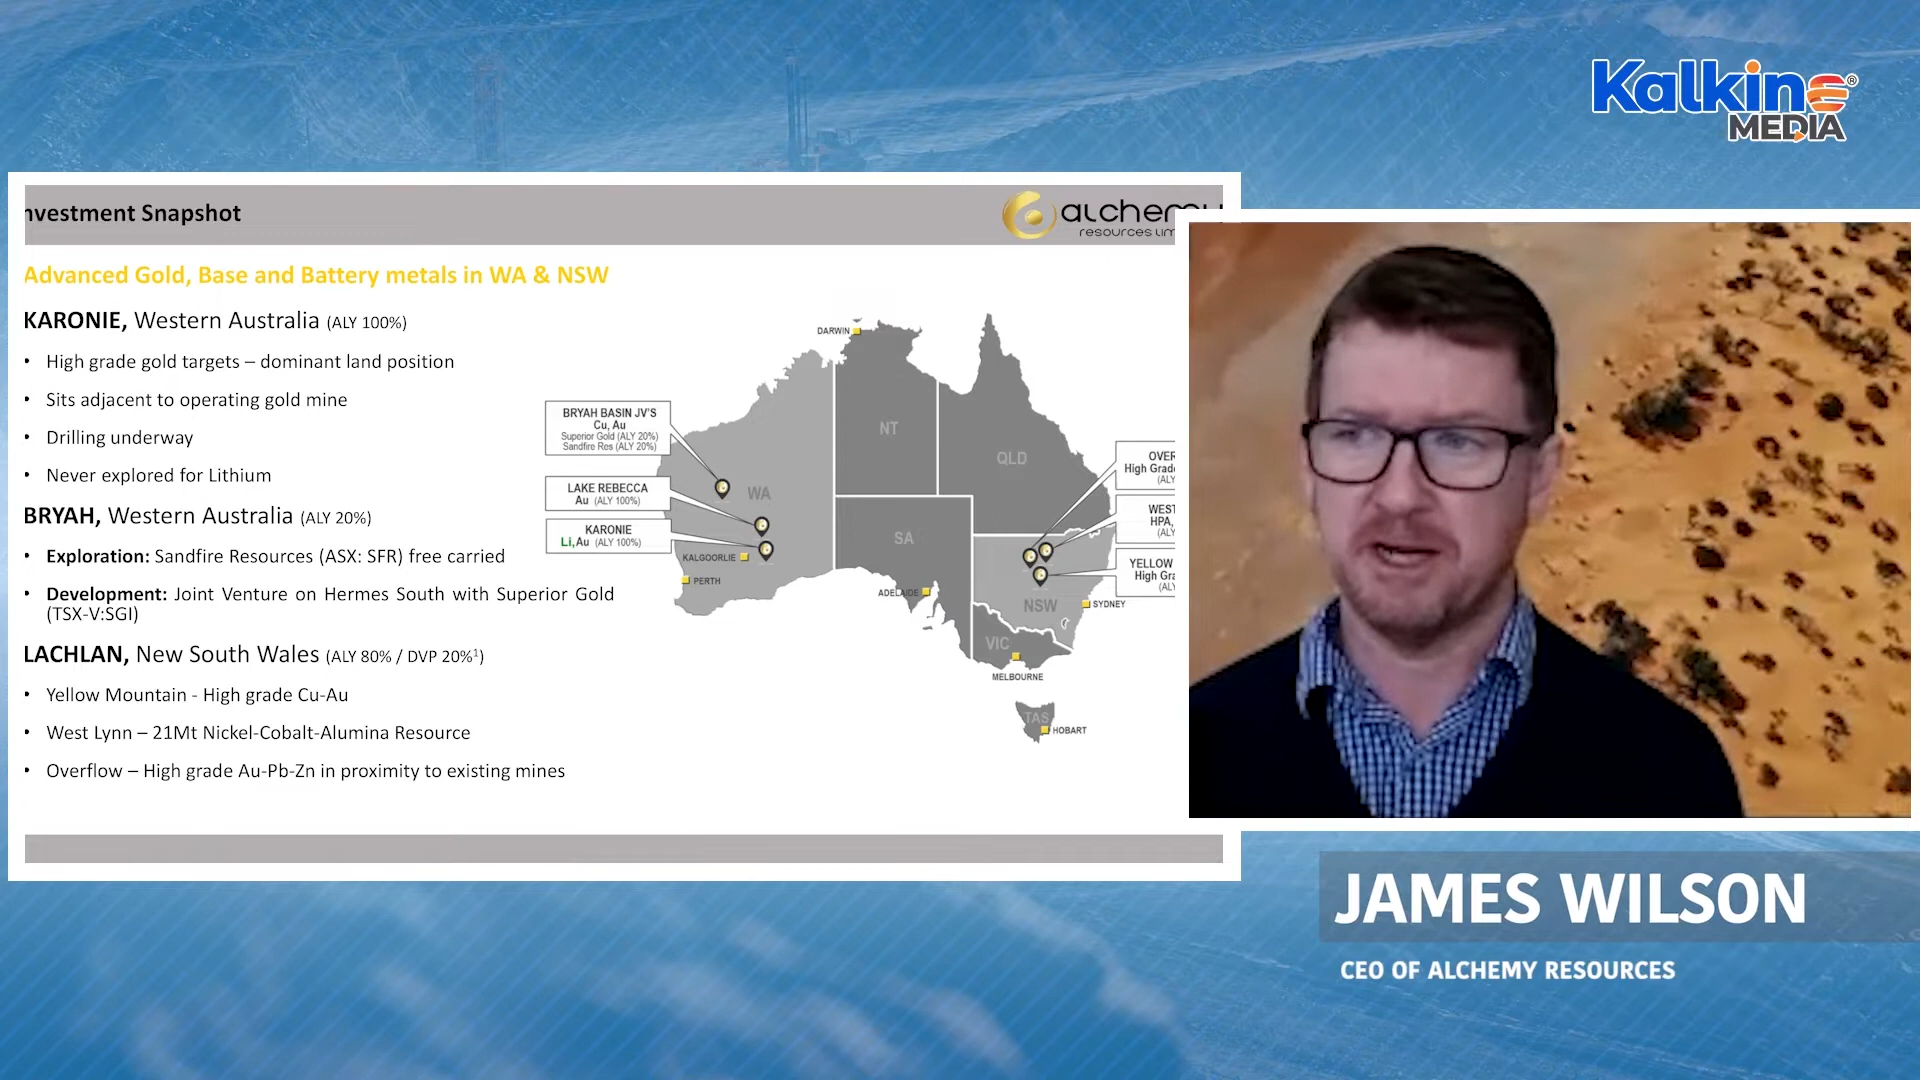 Kalkine®
MEDIA
nvestment Snapshot
alchemy
resources lim
Advanced Gold, Base and Battery metals in WA & NSW
KARONIE, Western Australia (ALY 100%)
• High grade gold targets – dominant land position
• Sits adjacent to operating gold mine
• Drilling underway
• Never explored for Lithium
BRYAH, Western Australia (ALY 20%)
• Exploration: Sandfire Resources (ASX: SFR) free carried
• Development: Joint Venture on Hermes South with Superior Gold
(TSX-V:SGI)
LACHLAN, New South Wales (ALY 80% / DVP 20%¹)
• Yellow Mountain - High grade Cu-Au
• West Lynn – 21Mt Nickel-Cobalt-Alumina Resource
• Overflow – High grade Au-Pb-Zn in proximity to existing mines
DARWIN
BRYAH BASIN JV'S
Cu, Au
Superior Gold (ALY 20%)
Sandfire Res (ALY 20%)
LAKE REBECCA
Au (ALY 100%)
KARONIE
Li,Au (ALY 100%)
KALGOORLIE
PERTH
WA
NT
QLD
SA
ADELAIDE
OVER
High Grade
(ALY
WEST
HPA,
(ALY
YELLOW
High Gra
(ALY
NSW
SYDNEY
VIC
MELBOURNE
TAS
HOBART
JAMES WILSON
CEO OF ALCHEMY RESOURCES